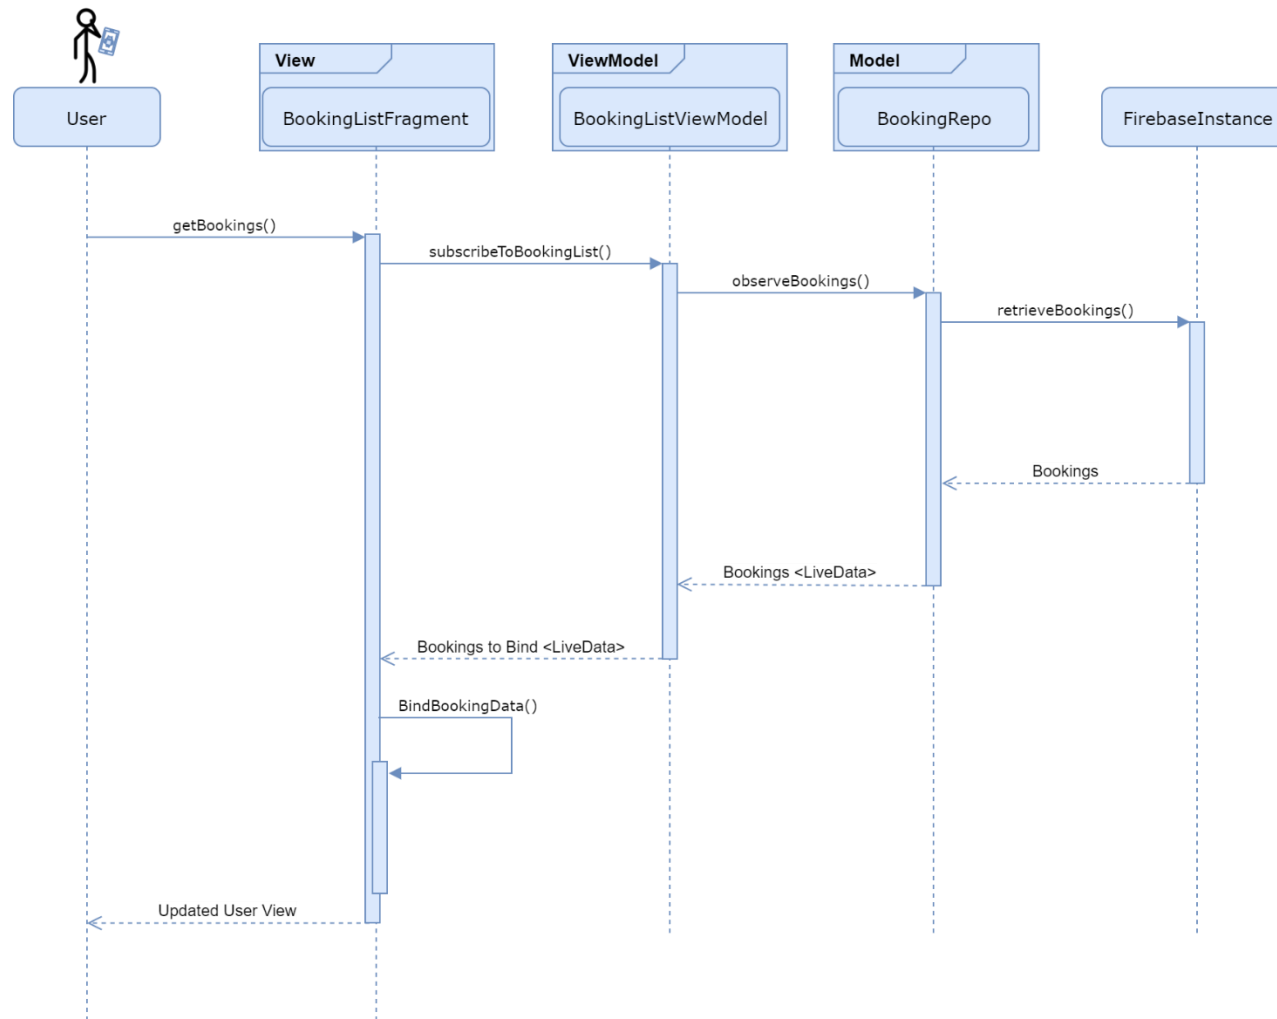 View
ViewModel
Model
User
BookingListFragment
BookingListViewModel
BookingRepo
FirebaseInstance
getBookings()
subscribeToBookingList()
observeBookings()
retrieveBookings()
Bookings
Bookings <LiveData>
Bookings to Bind <LiveData>
BindBookingData()
Updated User View